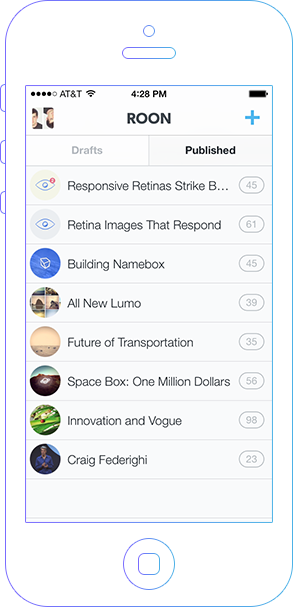 AT&T 4:28 PM
ROON +
Drafts Published
Responsive Retinas Strike B... 45
Retina Images That Respond 61
Building Namebox 45
All New Lumo 39
Future of Transportation 35
Space Box: One Million Dollars 56
Innovation and Vogue 98
Craig Federighi 23